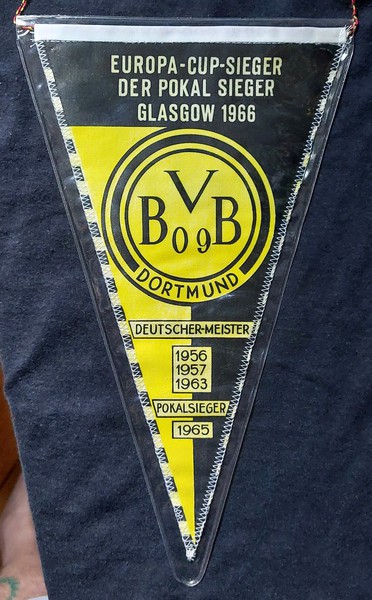 EUROPA-CUP-SIEGER
DER POKAL SIEGER
GLASGOW 1966
BVB
09
DORTMUND
DEUTSCHER-MEISTER
1956
1957
1963
POKALSIEGER
1965